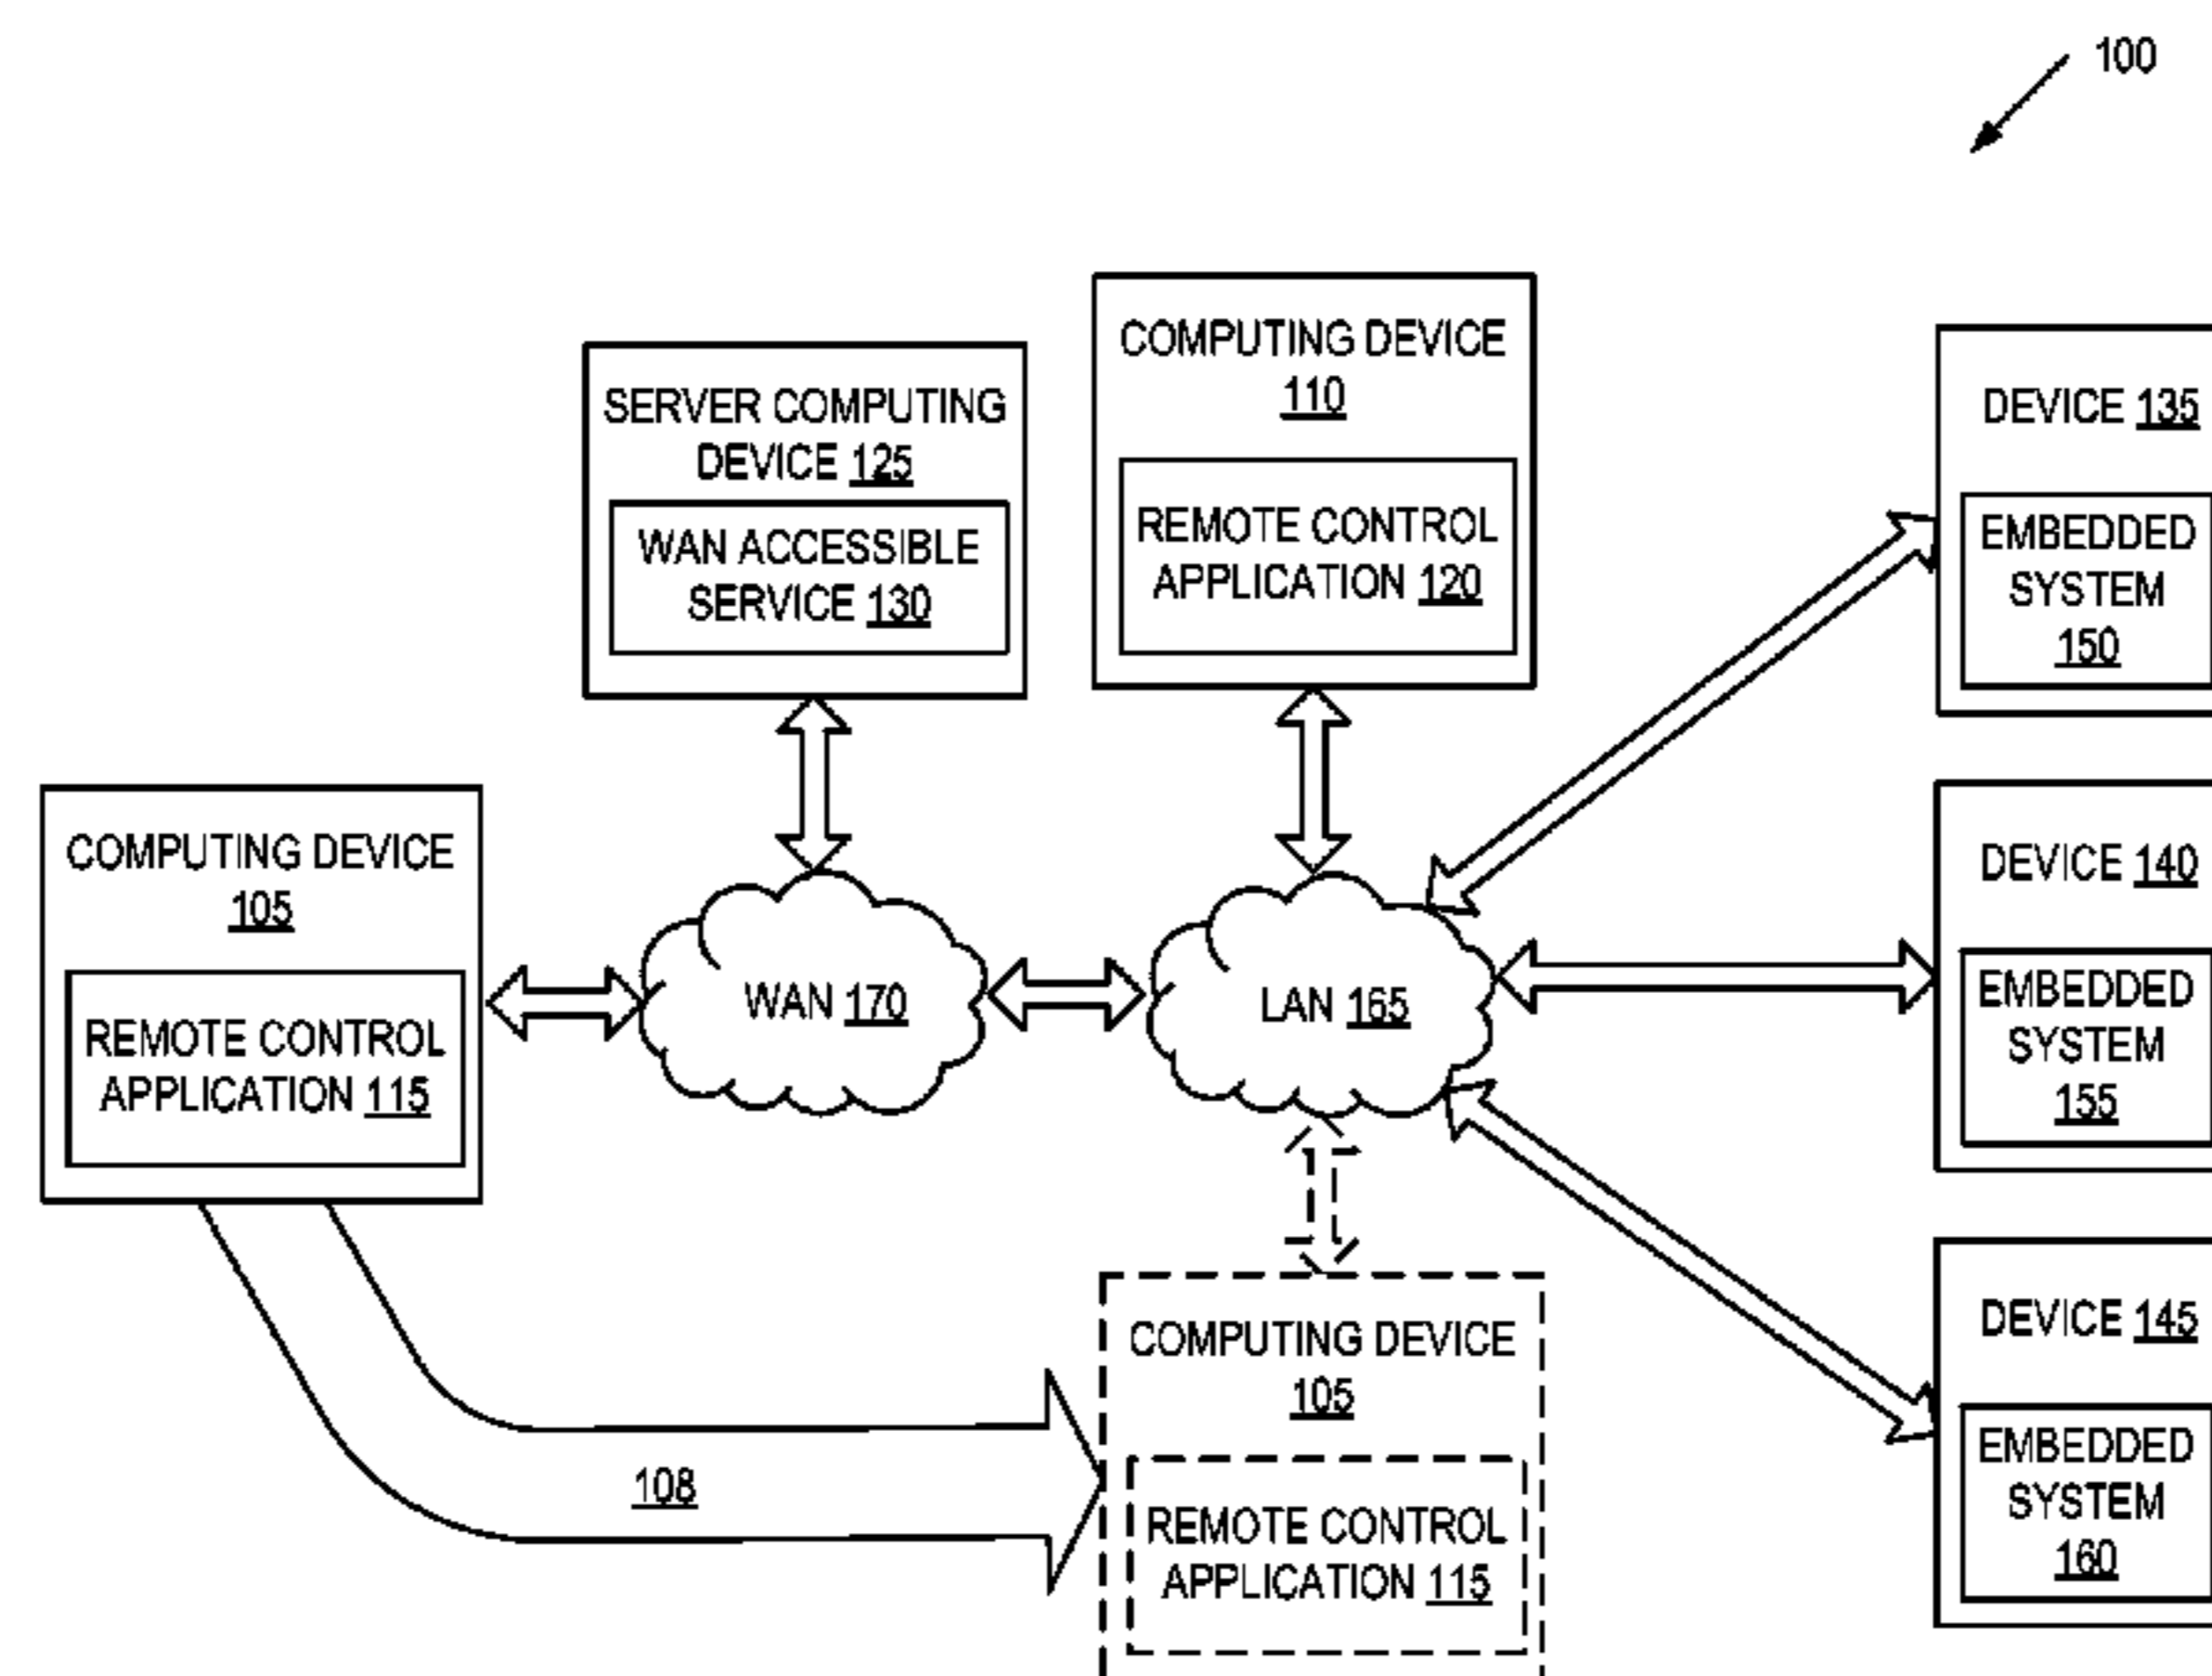 100
COMPUTING DEVICE
110
REMOTE CONTROL
APPLICATION 120
SERVER COMPUTING
DEVICE 125
WAN ACCESSIBLE
SERVICE 130
DEVICE 135
EMBEDDED
SYSTEM
150
COMPUTING DEVICE
105
REMOTE CONTROL
APPLICATION 115
WAN 170
LAN 165
DEVICE 140
EMBEDDED
SYSTEM
155
108
COMPUTING DEVICE
105
REMOTE CONTROL
APPLICATION 115
DEVICE 145
EMBEDDED
SYSTEM
160